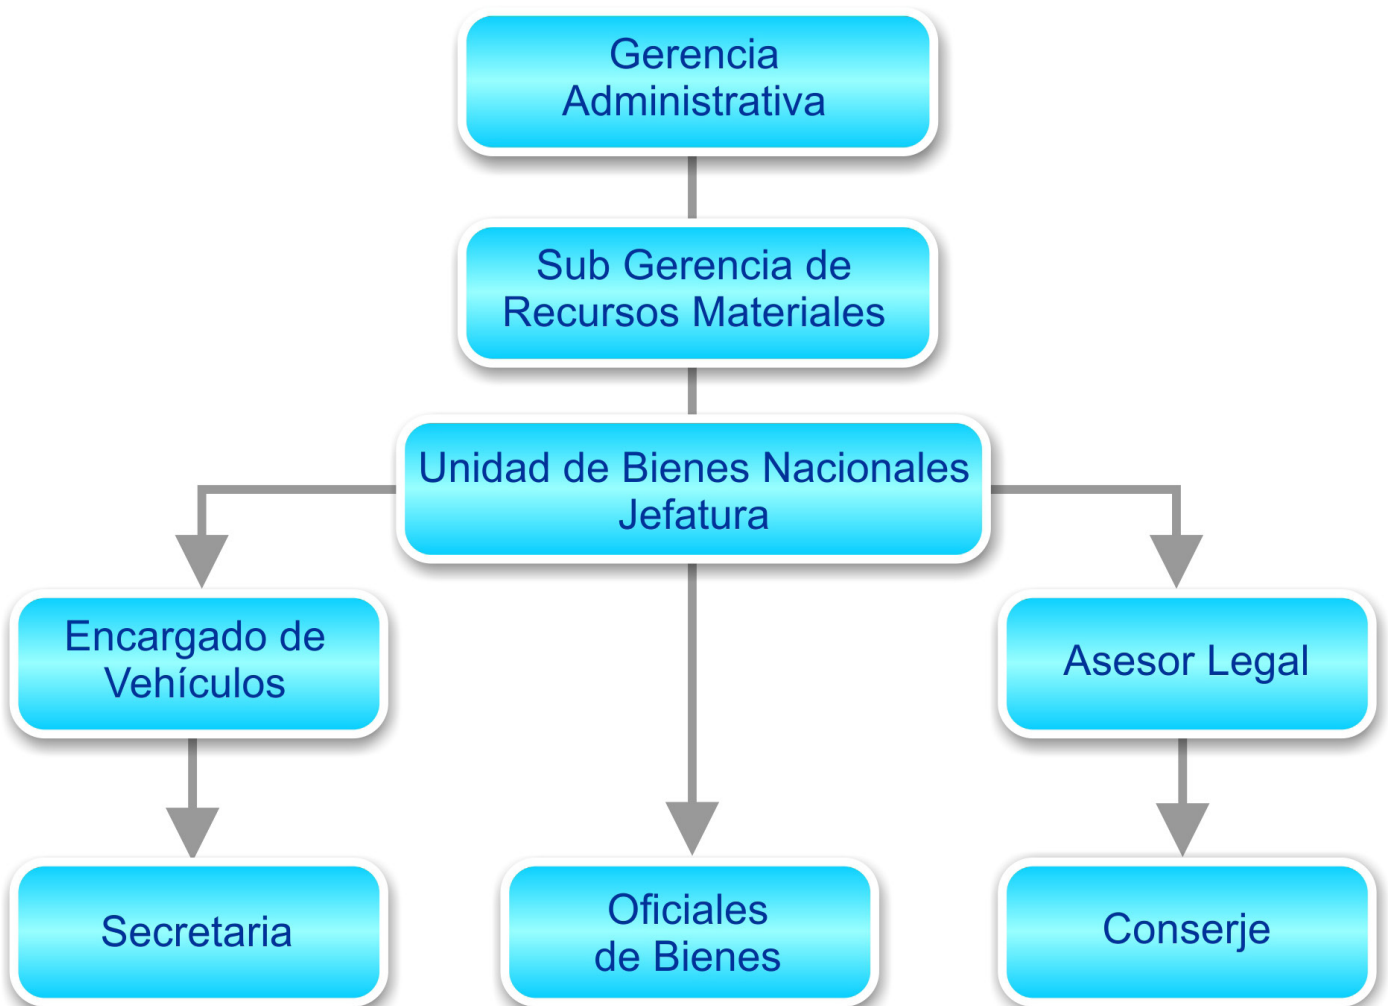 Gerencia
Administrativa
Sub Gerencia de
Recursos Materiales
Unidad de Bienes Nacionales
Jefatura
Encargado de
Vehículos
Asesor Legal
Secretaria
Oficiales
de Bienes
Conserje